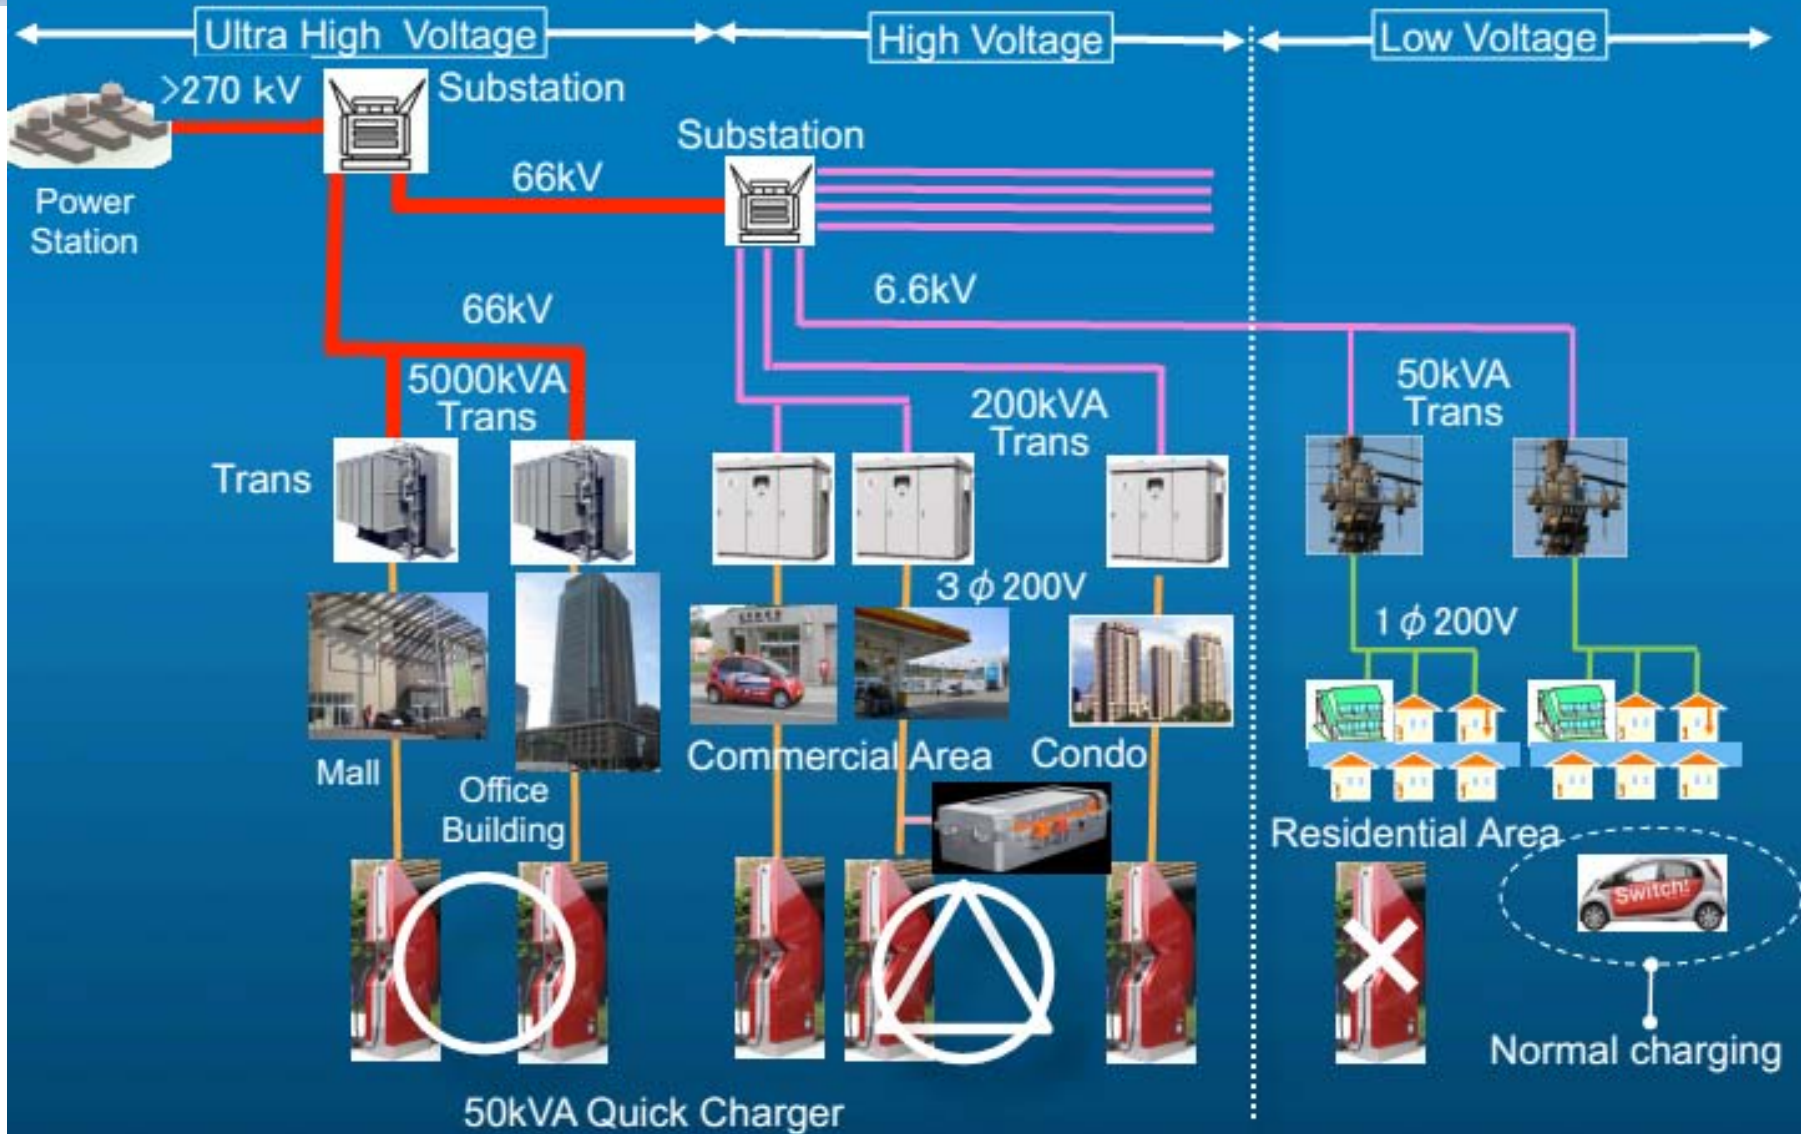 Ultra High Voltage
High Voltage
Low Voltage
>270 kV
Substation
Substation
66kV
Power
Station
6.6kV
66kV
5000kVA
Trans
200kVA
Trans
50kVA
Trans
Trans
3 ϕ 200V
1 ϕ 200V
Mall
Office
Building
Commercial Area
Condo
Residential Area
Switch!
Normal charging
50kVA Quick Charger